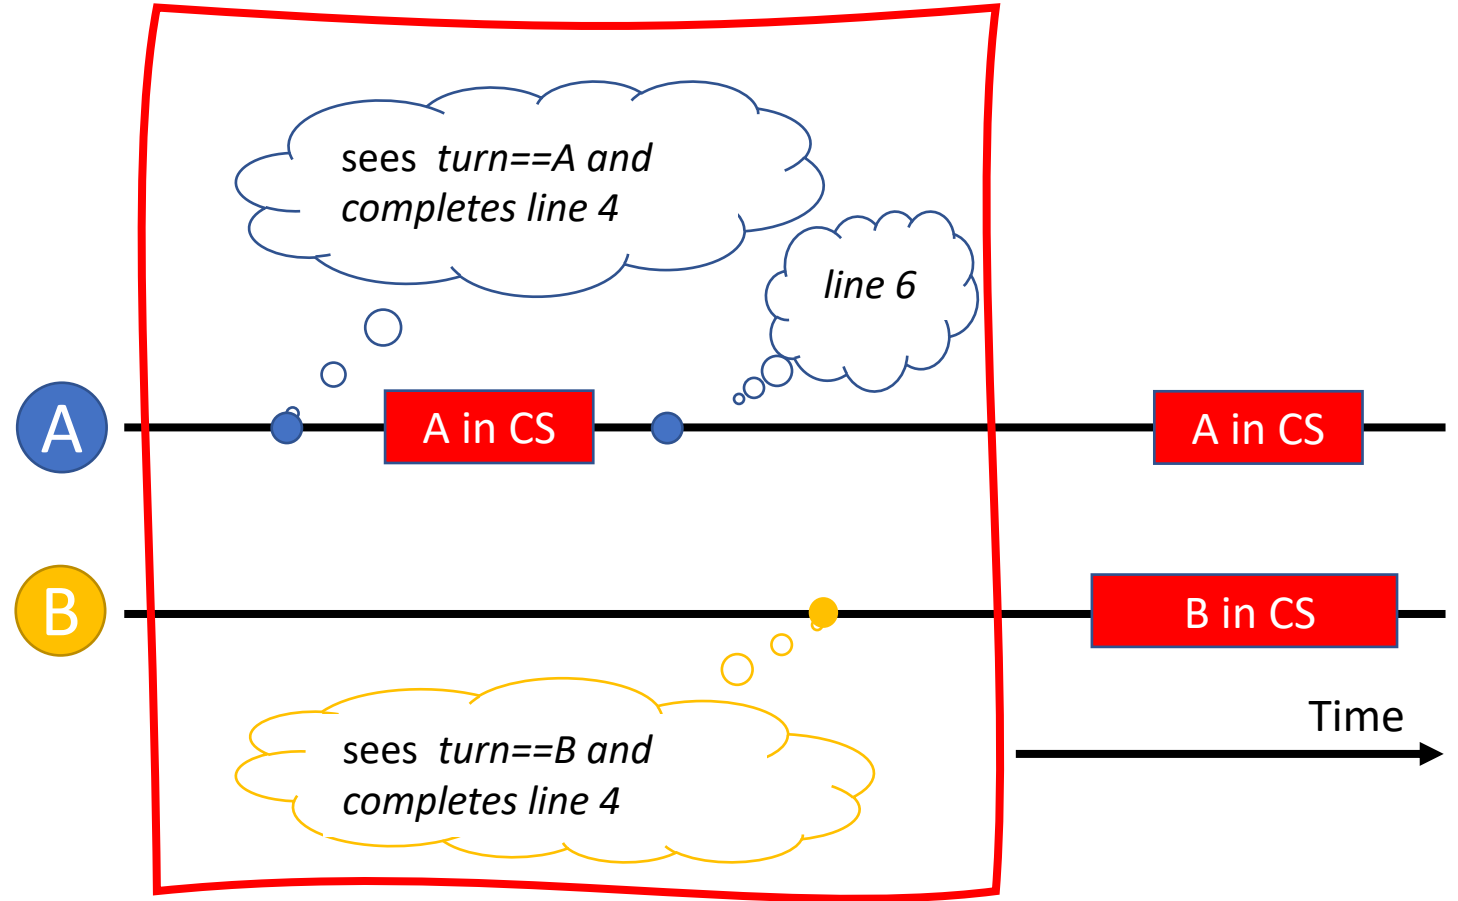 sees turn==A and
completes line 4
line 6
A
A in CS
A in CS
B
B in CS
Time
sees turn==B and
completes line 4